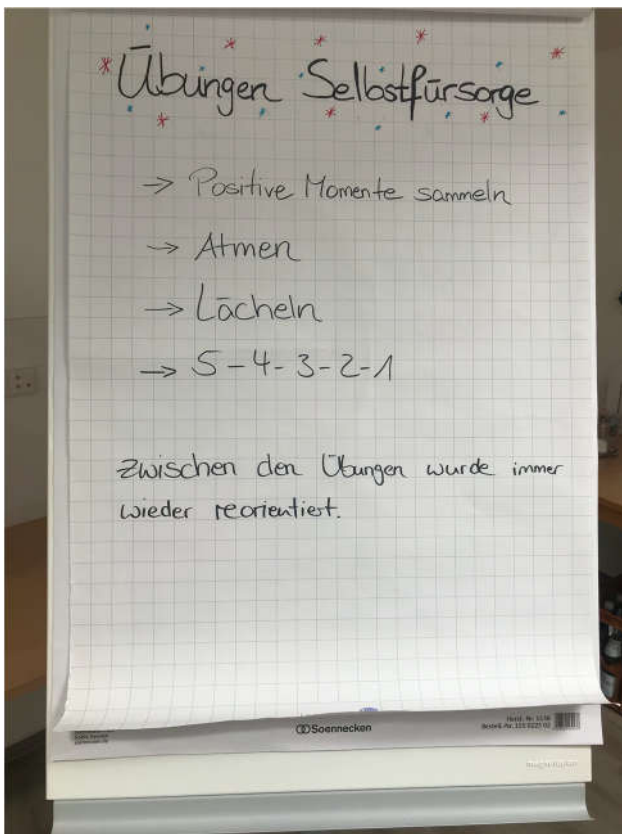 Übungen Selbstfürsorge
→ Positive Momente sammeln
→ Atmen
→ Lächeln
→ 5-4-3-2-1
Zwischen den Übungen wurde immer
wieder reorientiert.
Soennecken